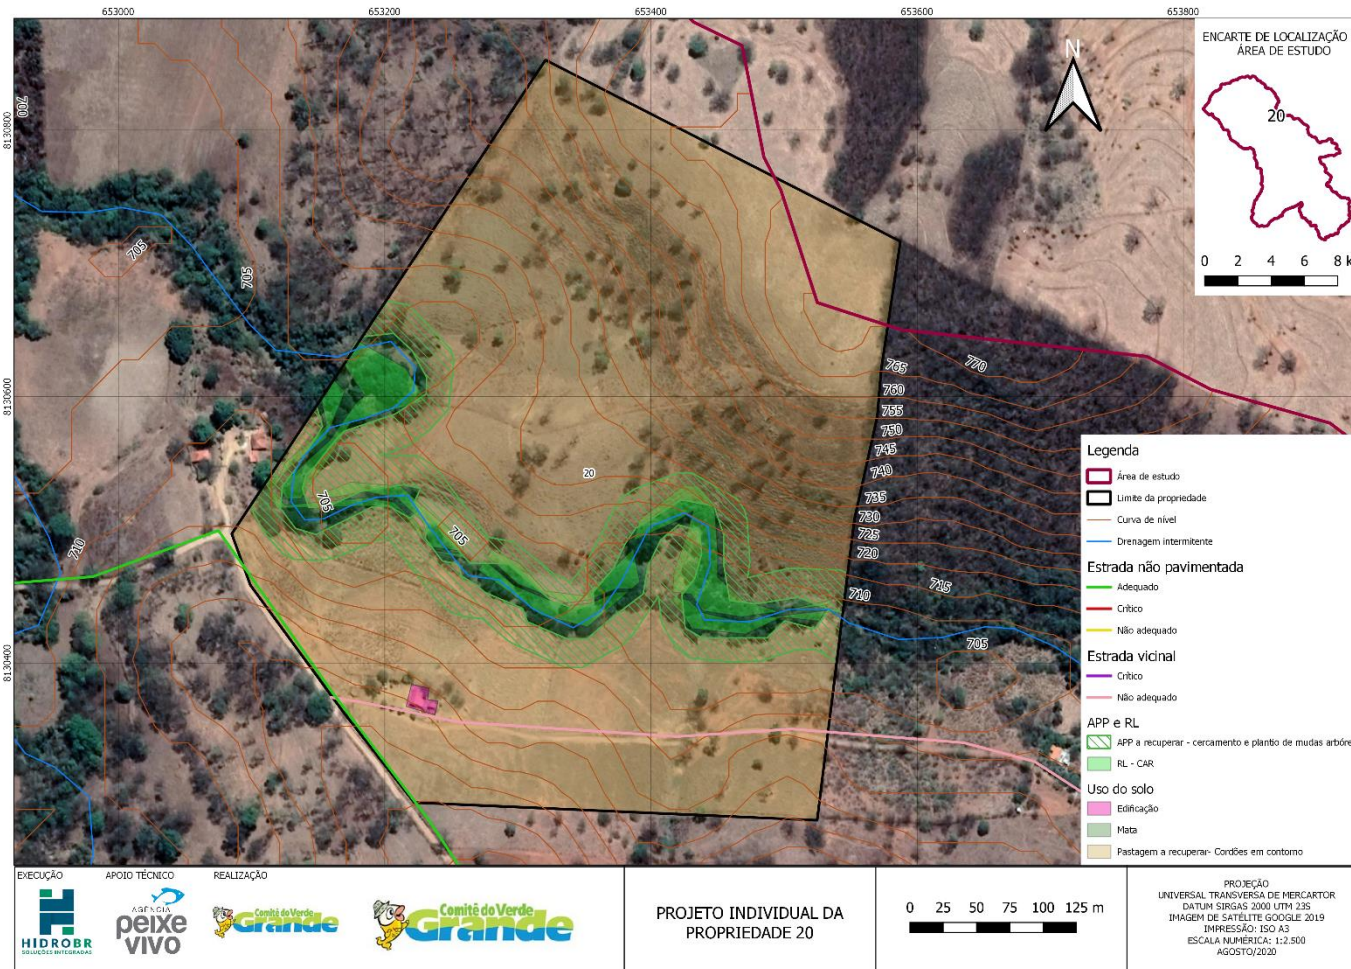 653000
653200
653400
653600
653800
8130800
8130600
8130400
N
ENCARTE DE LOCALIZAÇÃO
ÁREA DE ESTUDO
20
0 2 4 6 8 k
700
705
705
705
705
710
20
765
770
760
755
750
745
740
735
730
725
720
715
710
705
Legenda
Área de estudo
Limite da propriedade
Curva de nível
Drenagem intermitente
Estrada não pavimentada
Adequado
Crítico
Não adequado
Estrada vicinal
Crítico
Não adequado
APP e RL
APP a recuperar - cercamento e plantio de mudas arbóre
RL - CAR
Uso do solo
Edificação
Mata
Pastagem a recuperar- Cordões em contorno
EXECUÇÃO
HIDROBR
SOLUÇÕES INTEGRADAS
APOIO TÉCNICO
AGÊNCIA
peixe
vivo
REALIZAÇÃO
Comitê do Verde
Grande
Comitê do Verde
Grande
PROJETO INDIVIDUAL DA
PROPRIEDADE 20
0 25 50 75 100 125 m
PROJEÇÃO
UNIVERSAL TRANSVERSA DE MERCARTOR
DATUM SIRGAS 2000 UTM 23S
IMAGEM DE SATÉLITE GOOGLE 2019
IMPRESSÃO: ISO A3
ESCALA NUMÉRICA: 1:2.500
AGOSTO/2020